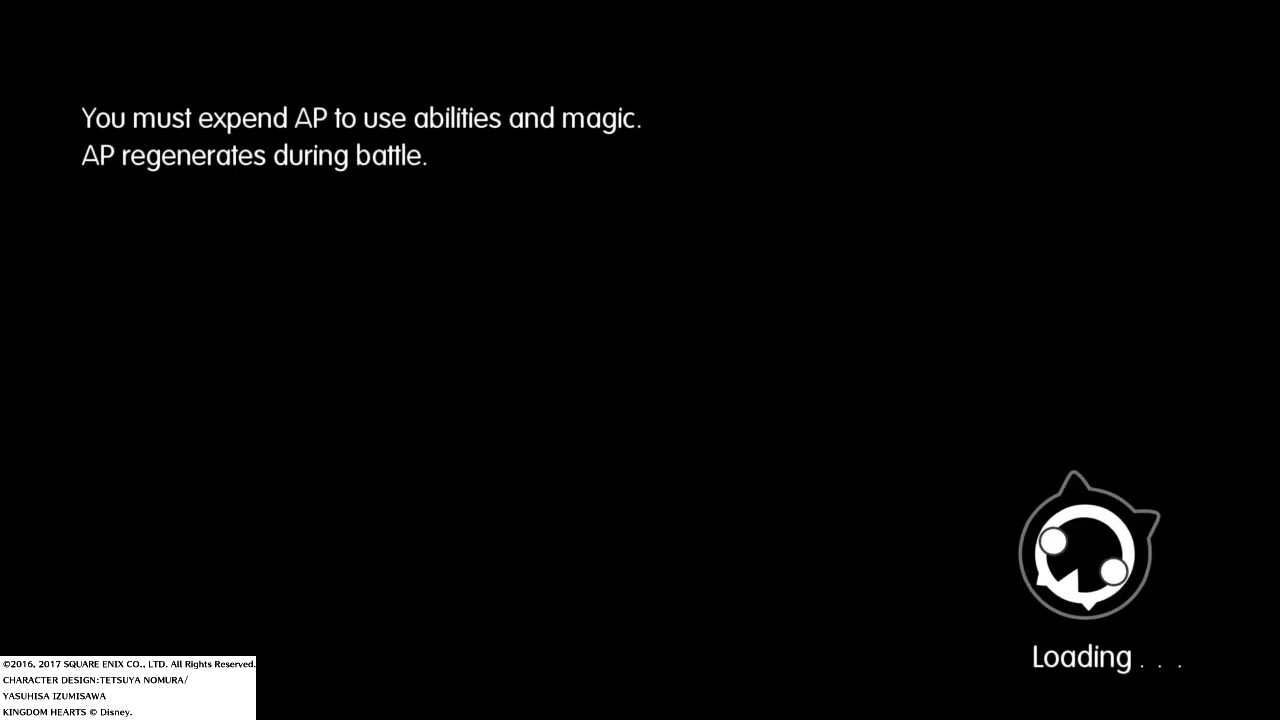 You must expend AP to use abilities and magic.
AP regenerates during battle.
Loading . . .
©2016, 2017 SQUARE ENIX CO., LTD. All Rights Reserved.
CHARACTER DESIGN:TETSUYA NOMURA/
YASUHISA IZUMISAWA
KINGDOM HEARTS © Disney.